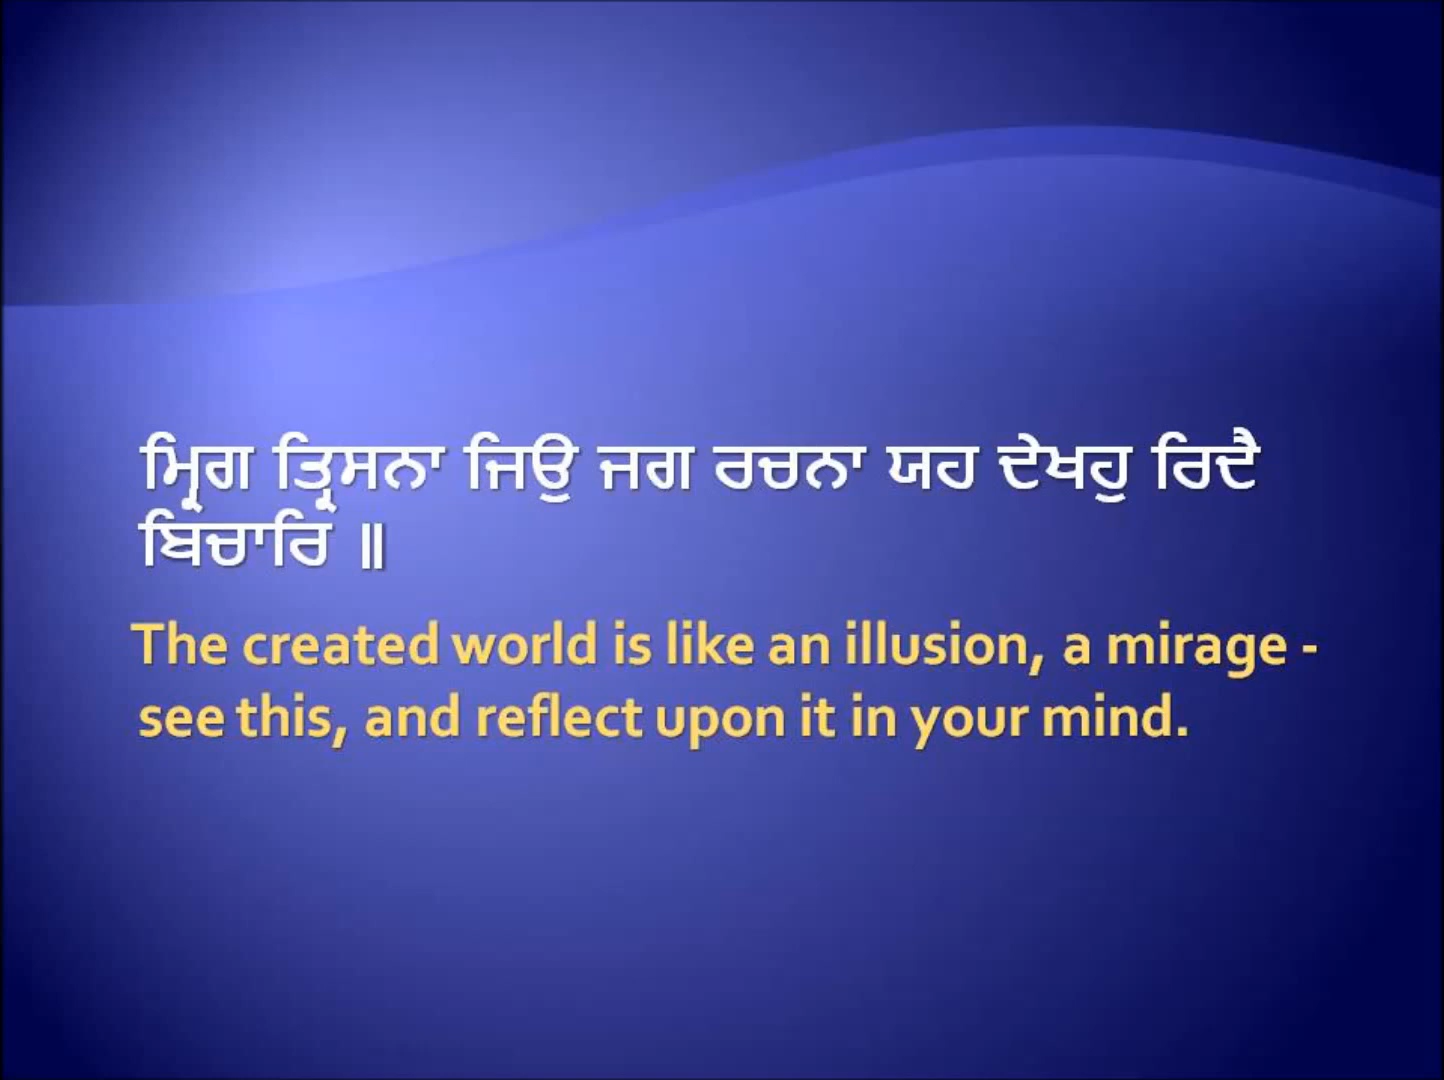 ਮ੍ਰਿਗ ਤ੍ਰਿਸਨਾ ਜਿਉ ਜਗ ਰਚਨਾ ਯਹ ਦੇਖਹੁ ਰਿਦੈ
ਬਿਚਾਰਿ ॥
The created world is like an illusion, a mirage -
see this, and reflect upon it in your mind.